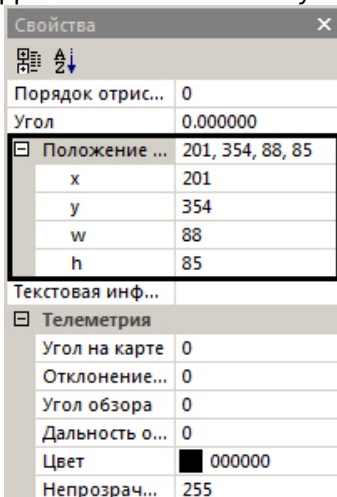 Свойства
Порядок отрис... 0
Угол 0.000000
Положение ... 201, 354, 88, 85
x 201
y 354
w 88
h 85
Текстовая инф...
Телеметрия
Угол на карте 0
Отклонение... 0
Угол обзора 0
Дальность о... 0
Цвет 000000
Непрозрач... 255